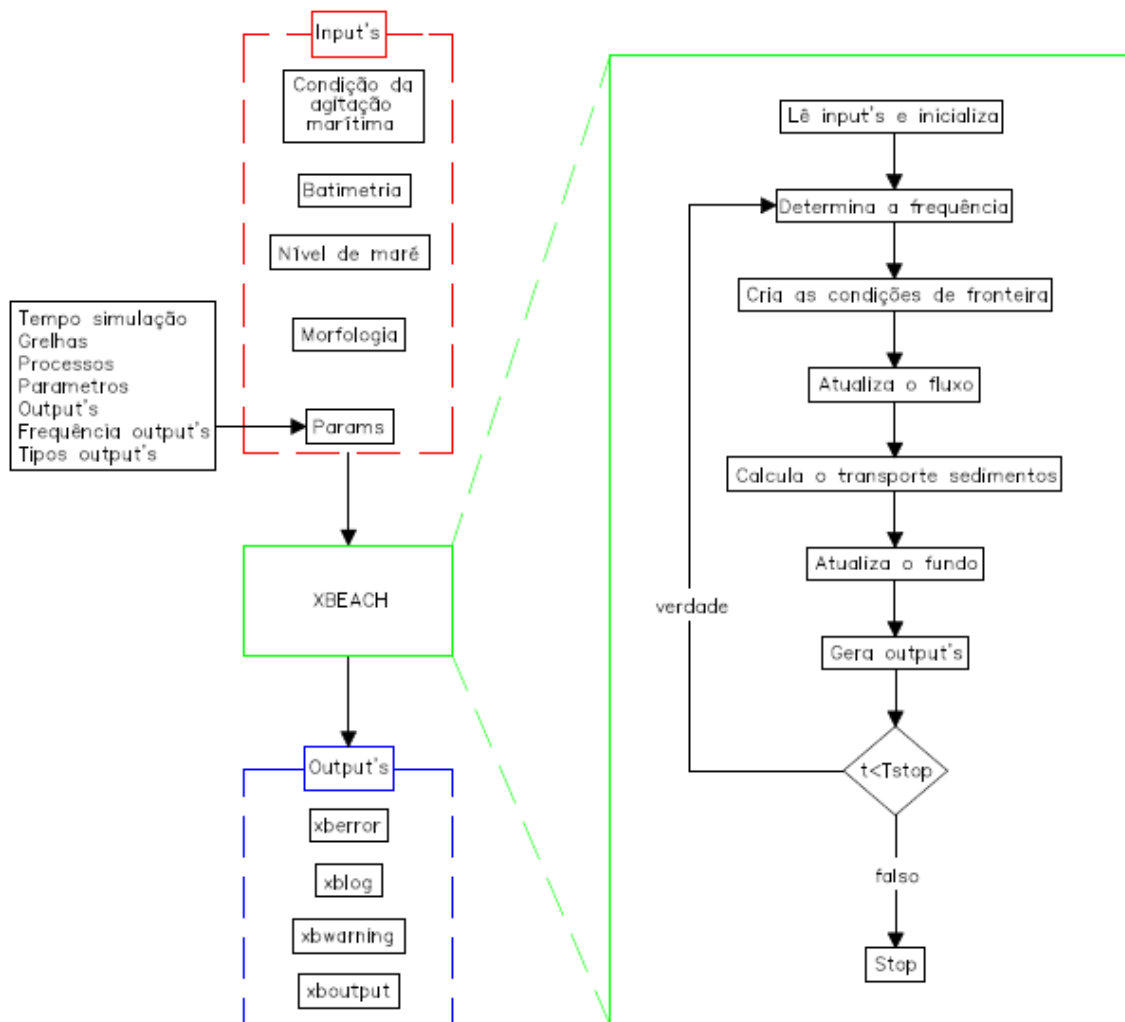 Input's
Condição da
agitação
marítima
Batimetria
Nível de maré
Morfologia
Tempo simulação
Grelhas
Processos
Parametros
Output's
Frequência output's
Tipos output's
Params
XBEACH
Output's
xberror
xblog
xbwarning
xboutput
Lê input's e inicializa
Determina a frequência
Cria as condições de fronteira
Atualiza o fluxo
Calcula o transporte sedimentos
Atualiza o fundo
verdade
Gera output's
t<Tstop
falso
Stop